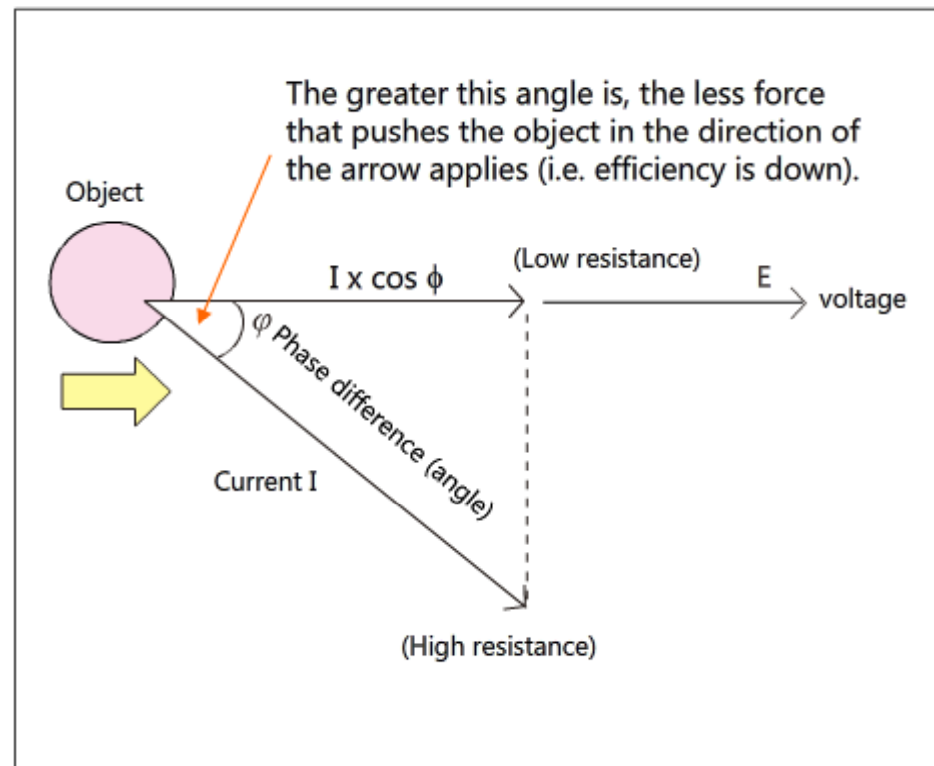 The greater this angle is, the less force
that pushes the object in the direction of
the arrow applies (i.e. efficiency is down).
Object
(Low resistance)
I x cos ϕ
E
voltage
φ Phase difference (angle)
Current I
(High resistance)